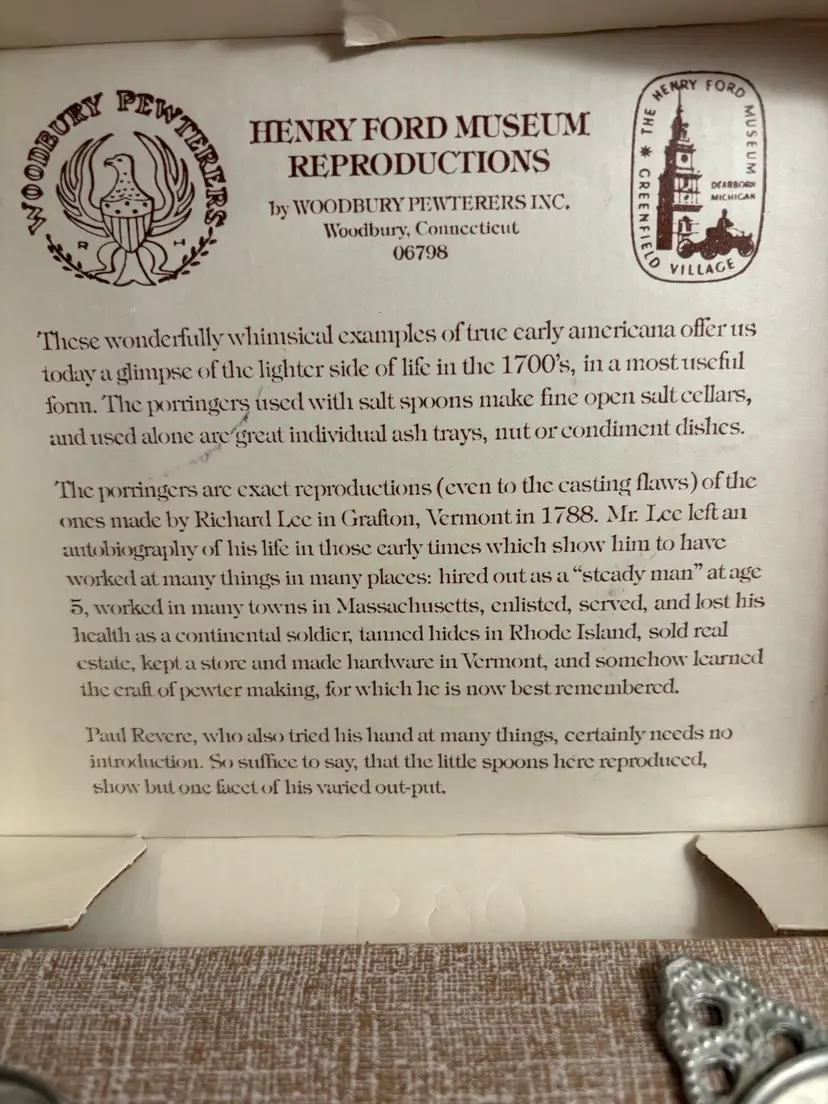 WOODBURY PEWTERERS
R H
HENRY FORD MUSEUM
REPRODUCTIONS
by WOODBURY PEWTERERS INC.
Woodbury, Connecticut
06798
THE HENRY FORD MUSEUM
DEARBORN
MICHIGAN
GREENFIELD VILLAGE
These wonderfully whimsical examples of true early americana offer us
today a glimpse of the lighter side of life in the 1700's, in a most useful
form. The porringers used with salt spoons make fine open salt cellars,
and used alone are great individual ash trays, nut or condiment dishes.
The porringers are exact reproductions (even to the casting flaws) of the
ones made by Richard Lee in Grafton, Vermont in 1788. Mr. Lee left an
autobiography of his life in those early times which show him to have
worked at many things in many places: hired out as a “steady man” at age
5, worked in many towns in Massachusetts, enlisted, served, and lost his
health as a continental soldier, tanned hides in Rhode Island, sold real
estate, kept a store and made hardware in Vermont, and somehow learned
the craft of pewter making, for which he is now best remembered.
Paul Revere, who also tried his hand at many things, certainly needs no
introduction. So suffice to say, that the little spoons here reproduced,
show but one facet of his varied out-put.